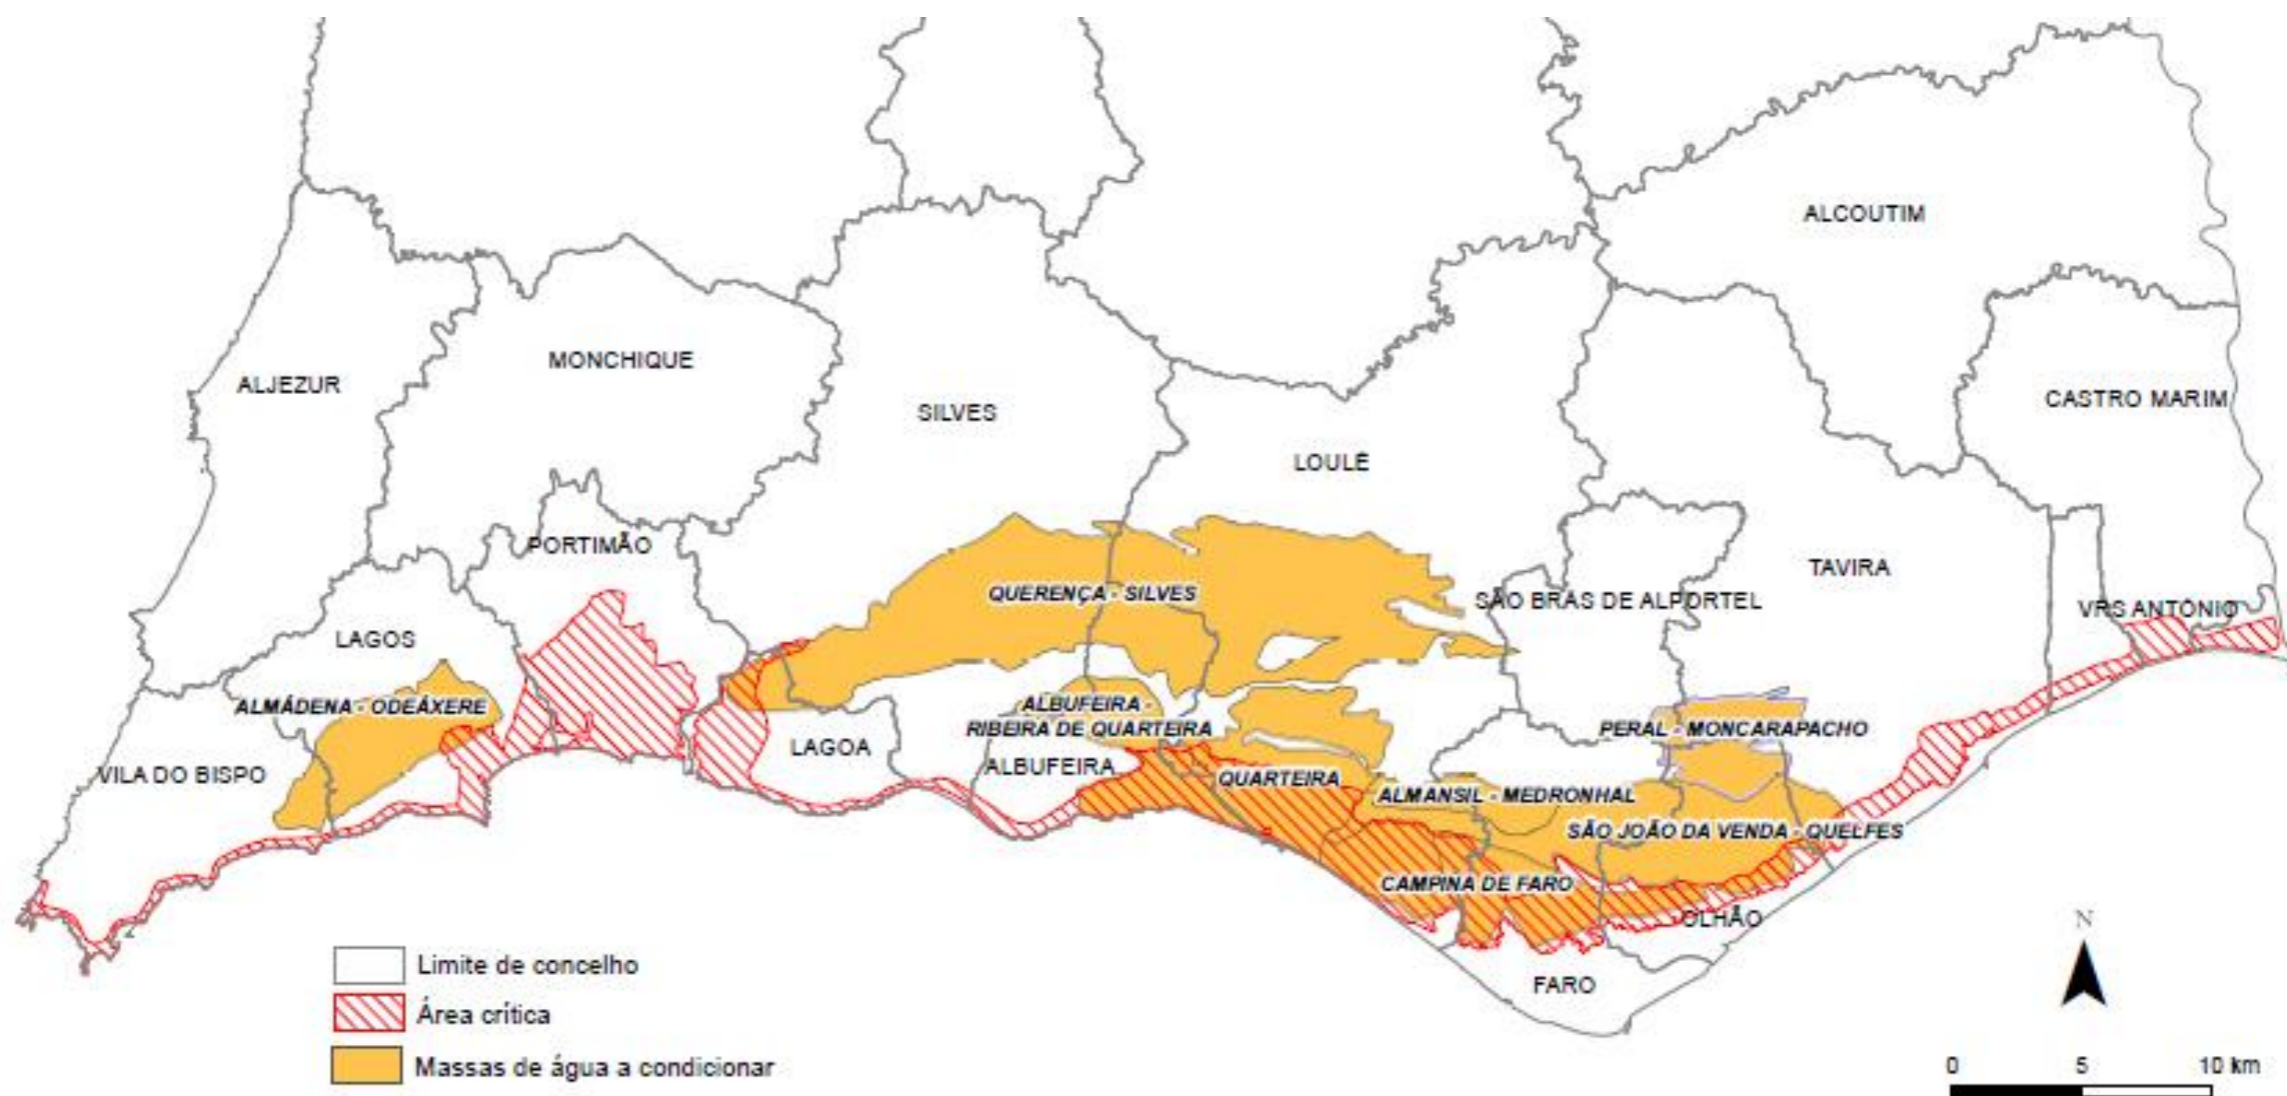 ALCOUTIM
MONCHIQUE
ALJEZUR
CASTRO MARIM
SILVES
LOULÉ
PORTIMÃO
TAVIRA
QUERENÇA - SILVES
SÃO BRAS DE ALPORTEL
VRS ANTÓNIO
LAGOS
ALMÁDENA - ODEÁXERE
ALBUFEIRA -
RIBEIRA DE QUARTEIRA
PERAL - MONCARAPACHO
LAGOA
ALBUFEIRA
VILA DO BISPO
QUARTEIRA
ALMANSIL - MEDRONHAL
SÃO JOÃO DA VENDA - QUELFES
CAMPINA DE FARO
OLHÃO
FARO
N
Limite de concelho
Área crítica
Massas de água a condicionar
0 5 10 km